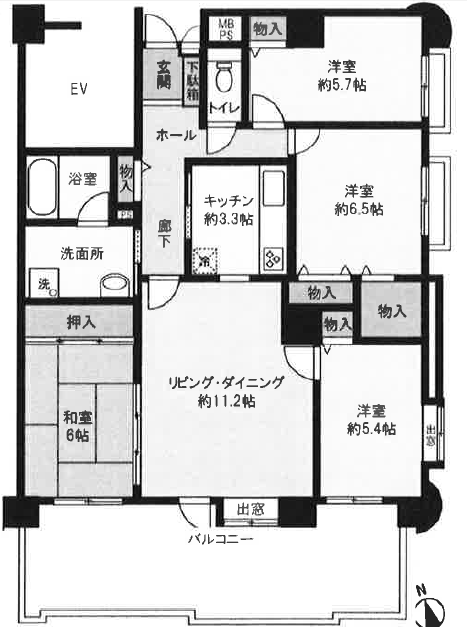 MB
PS
物入
EV
玄関
下駄箱
トイレ
洋室
約5.7帖
ホール
浴室
物入
PS
キッチン
約3.3帖
洋室
約6.5帖
廊下
洗面所
洗
冷
物入
物入
押入
物入
リビング・ダイニング
約11.2帖
洋室
約5.4帖
和室
6帖
出窓
出窓
バルコニー
N